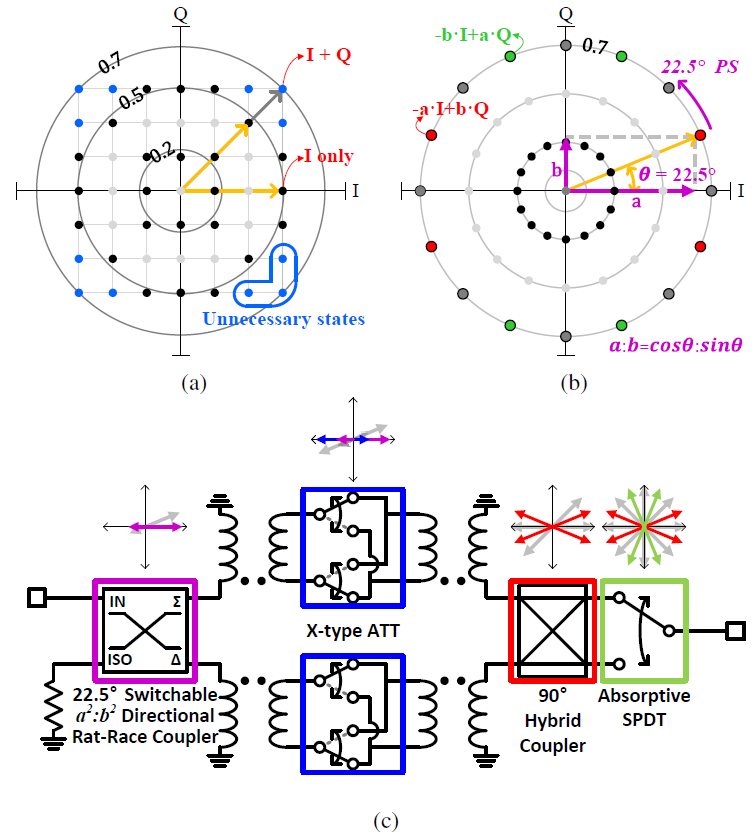 Q
0.7
I + Q
0.5
0.2
I only
I
Unnecessary states
(a)
Q
-b·I+a·Q
0.7
22.5° PS
-a·I+b·Q
b
θ = 22.5°
I
a
a:b=cosθ:sinθ
(b)
IN
Σ
ISO
Δ
22.5° Switchable
a²:b² Directional
Rat-Race Coupler
X-type ATT
90°
Hybrid
Coupler
Absorptive
SPDT
(c)